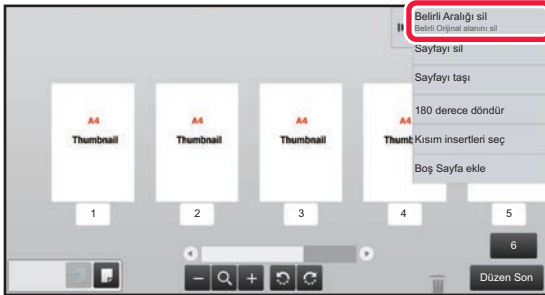 Belirli Aralığı sil
Belirli Orijinal alanını sil
Sayfayı sil
Sayfayı taşı
180 derece döndür
Kısım insertleri seç
Boş Sayfa ekle
A4
Thumbnail
A4
Thumbnail
A4
Thumbnail
A4
Thumb
1
2
3
4
5
6
Düzen Son